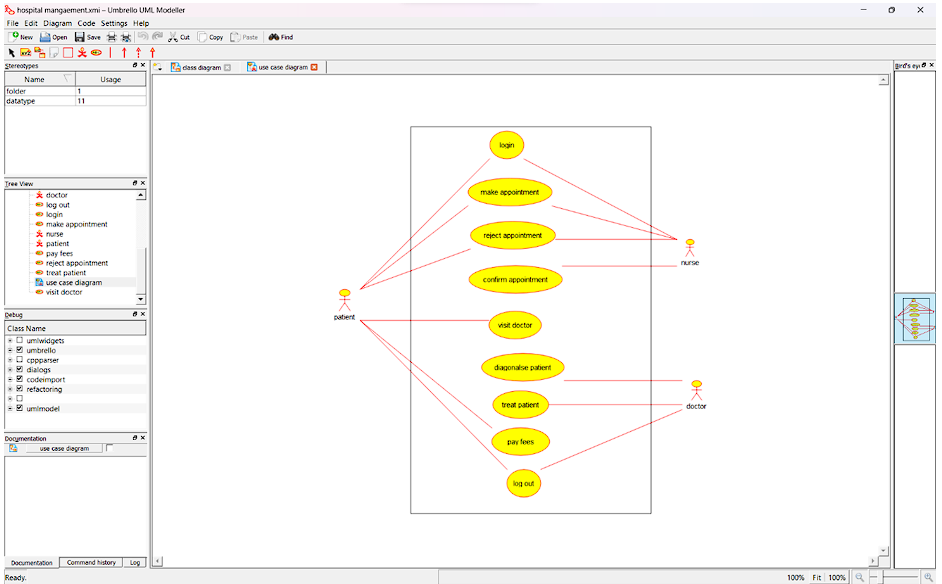 hospital mangaement.xmi – Umbrello UML Modeller
File Edit Diagram Code Settings Help
New Open Save Cut Copy Paste Find
xyz
Stereotypes
Name Usage
folder 1
datatype 11
Tree View
doctor
log out
login
make appointment
nurse
patient
pay fees
reject appointment
treat patient
use case diagram
visit doctor
Debug
Class Name
umlwidgets
umbrello
cppparser
dialogs
codeimport
refactoring
umlmodel
Documentation
use case diagram
Documentation Command history Log
Ready.
class diagram use case diagram
login
make appointment
reject appointment
confirm appointment
visit doctor
diagonalise patient
treat patient
pay fees
log out
patient
nurse
doctor
Bird's ey
100% Fit 100%